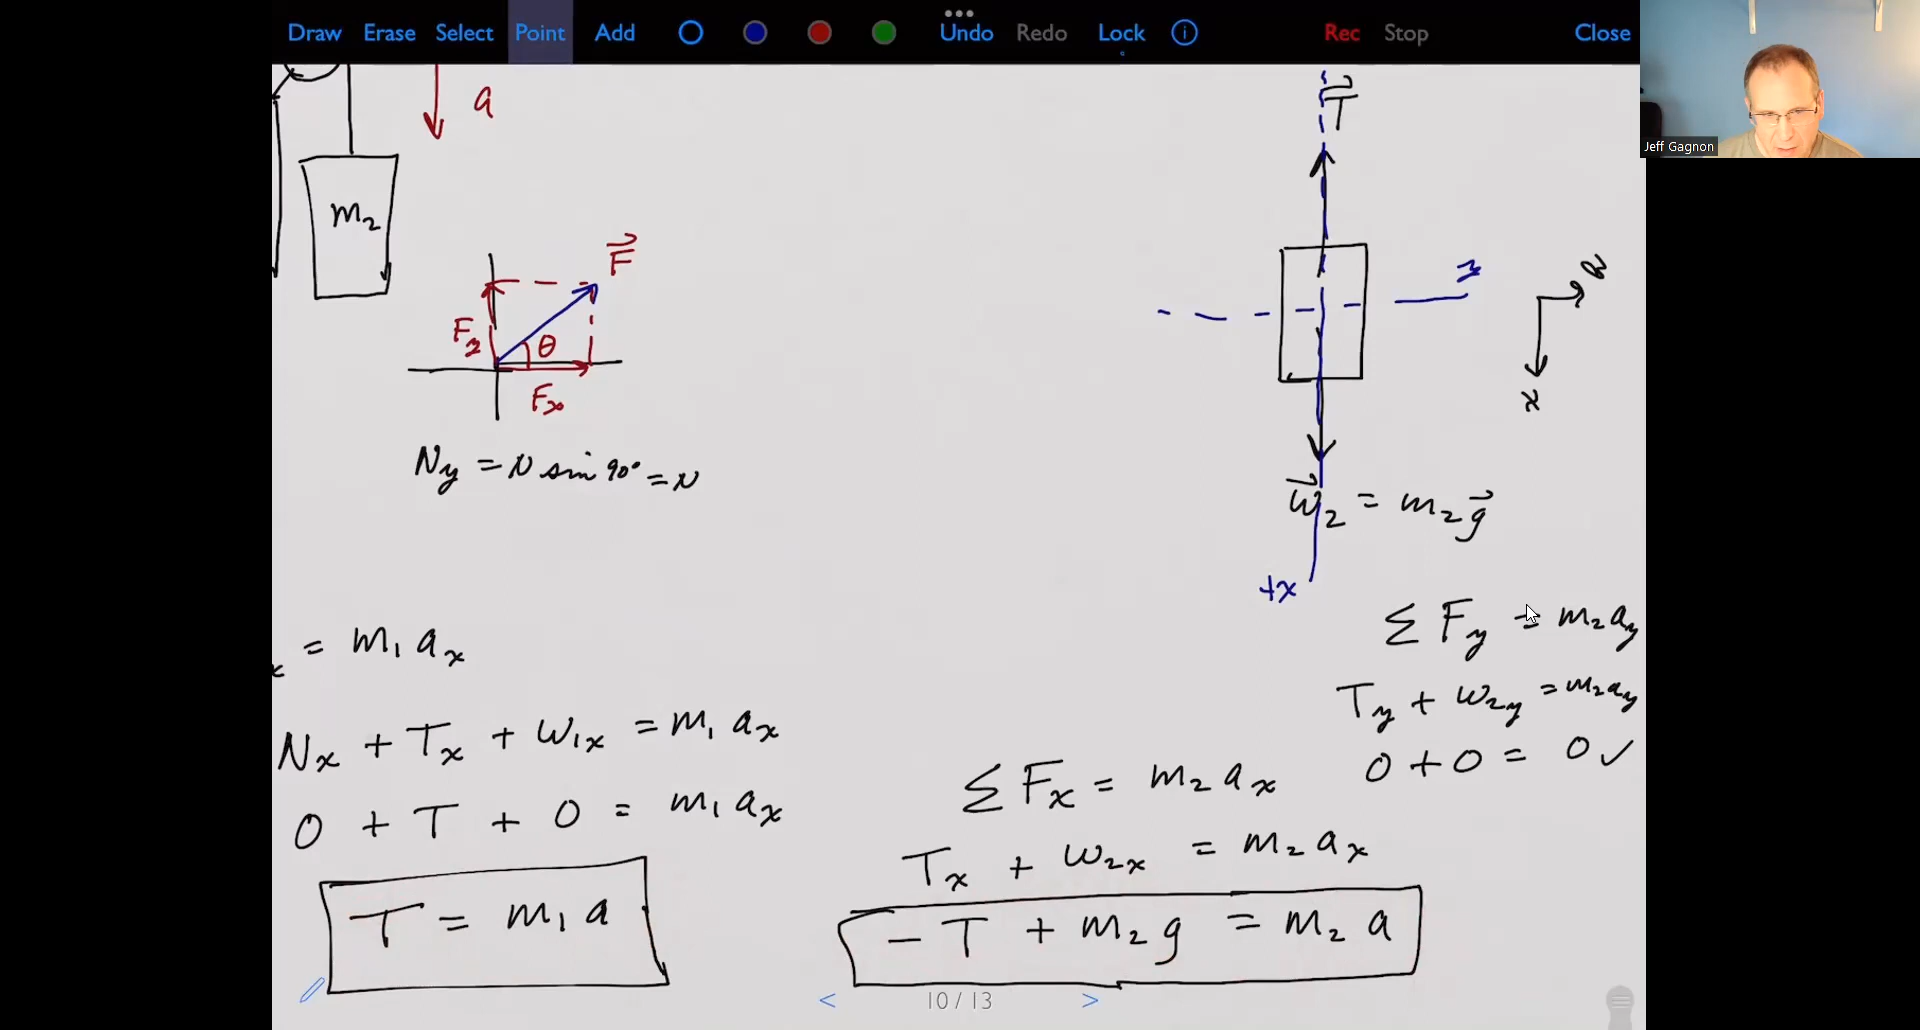 Draw Erase Select Point Add Undo Redo Lock Rec Stop Close
Jeff Gagnon
a
m₂
F⃗
F_y
θ
F_x
N_y = N sin 90° = N
T⃗
y
y
x
w⃗₂ = m₂g⃗
+x
Σ F_y = m₂a_y
T_y + w₂y = m₂a_y
0 + 0 = 0 ✓
x = m₁ a_x
N_x + T_x + w₁x = m₁ a_x
0 + T + 0 = m₁ a_x
T = m₁ a
Σ F_x = m₂ a_x
T_x + w₂x = m₂ a_x
− T + m₂ g = m₂ a
< 10 / 13 >